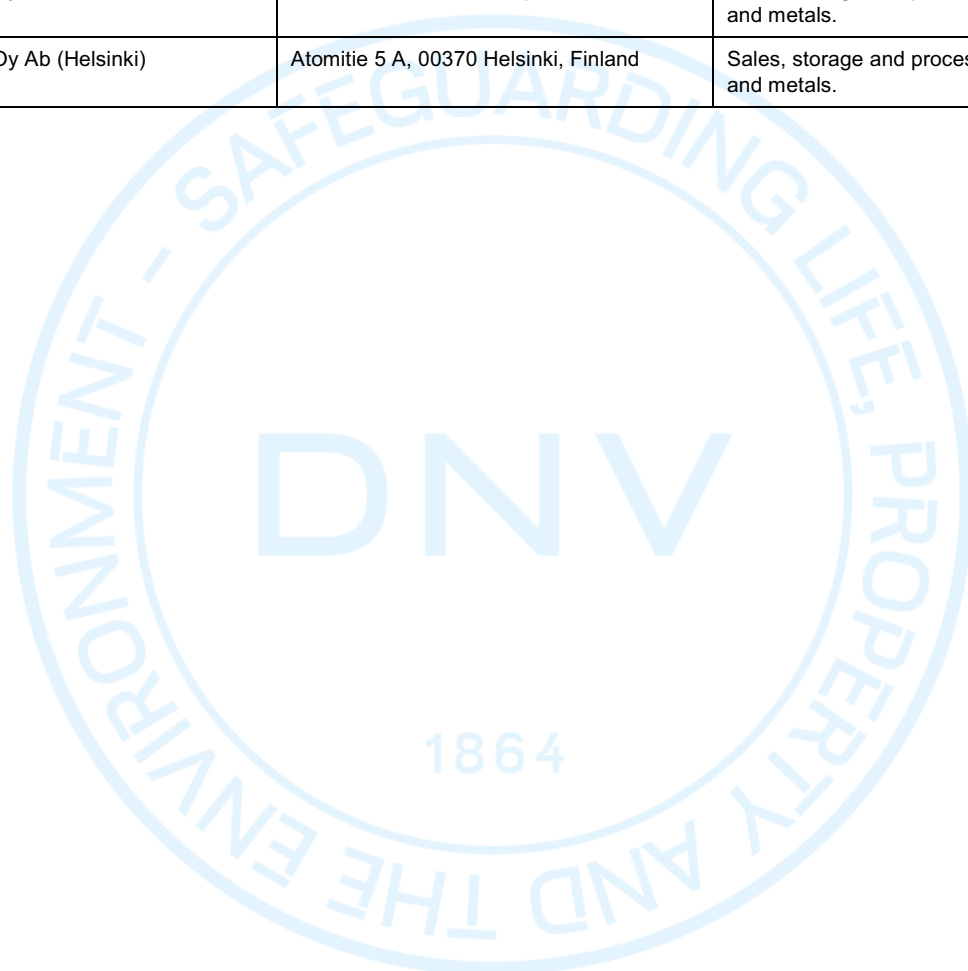 and metals.
Oy Ab (Helsinki)
Atomitie 5 A, 00370 Helsinki, Finland
Sales, storage and
and metals.
SAFEGUARDING LIFE, PROPERTY AND THE ENVIRONMENT -
DNV
1864